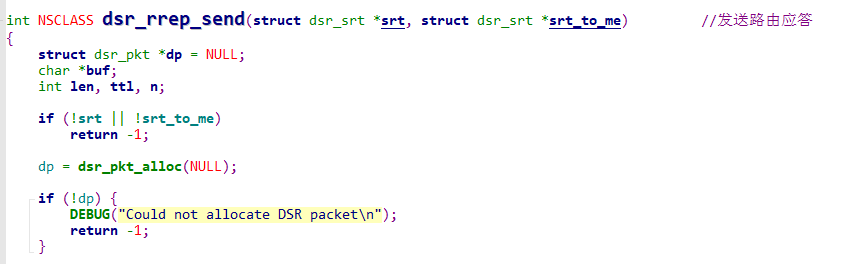 int NSCLASS dsr_rrep_send(struct dsr_srt *srt, struct dsr_srt *srt_to_me)         //发送路由应答
{
    struct dsr_pkt *dp = NULL;
    char *buf;
    int len, ttl, n;

    if (!srt || !srt_to_me)
        return -1;

    dp = dsr_pkt_alloc(NULL);

    if (!dp) {
        DEBUG("Could not allocate DSR packet\n");
        return -1;
    }